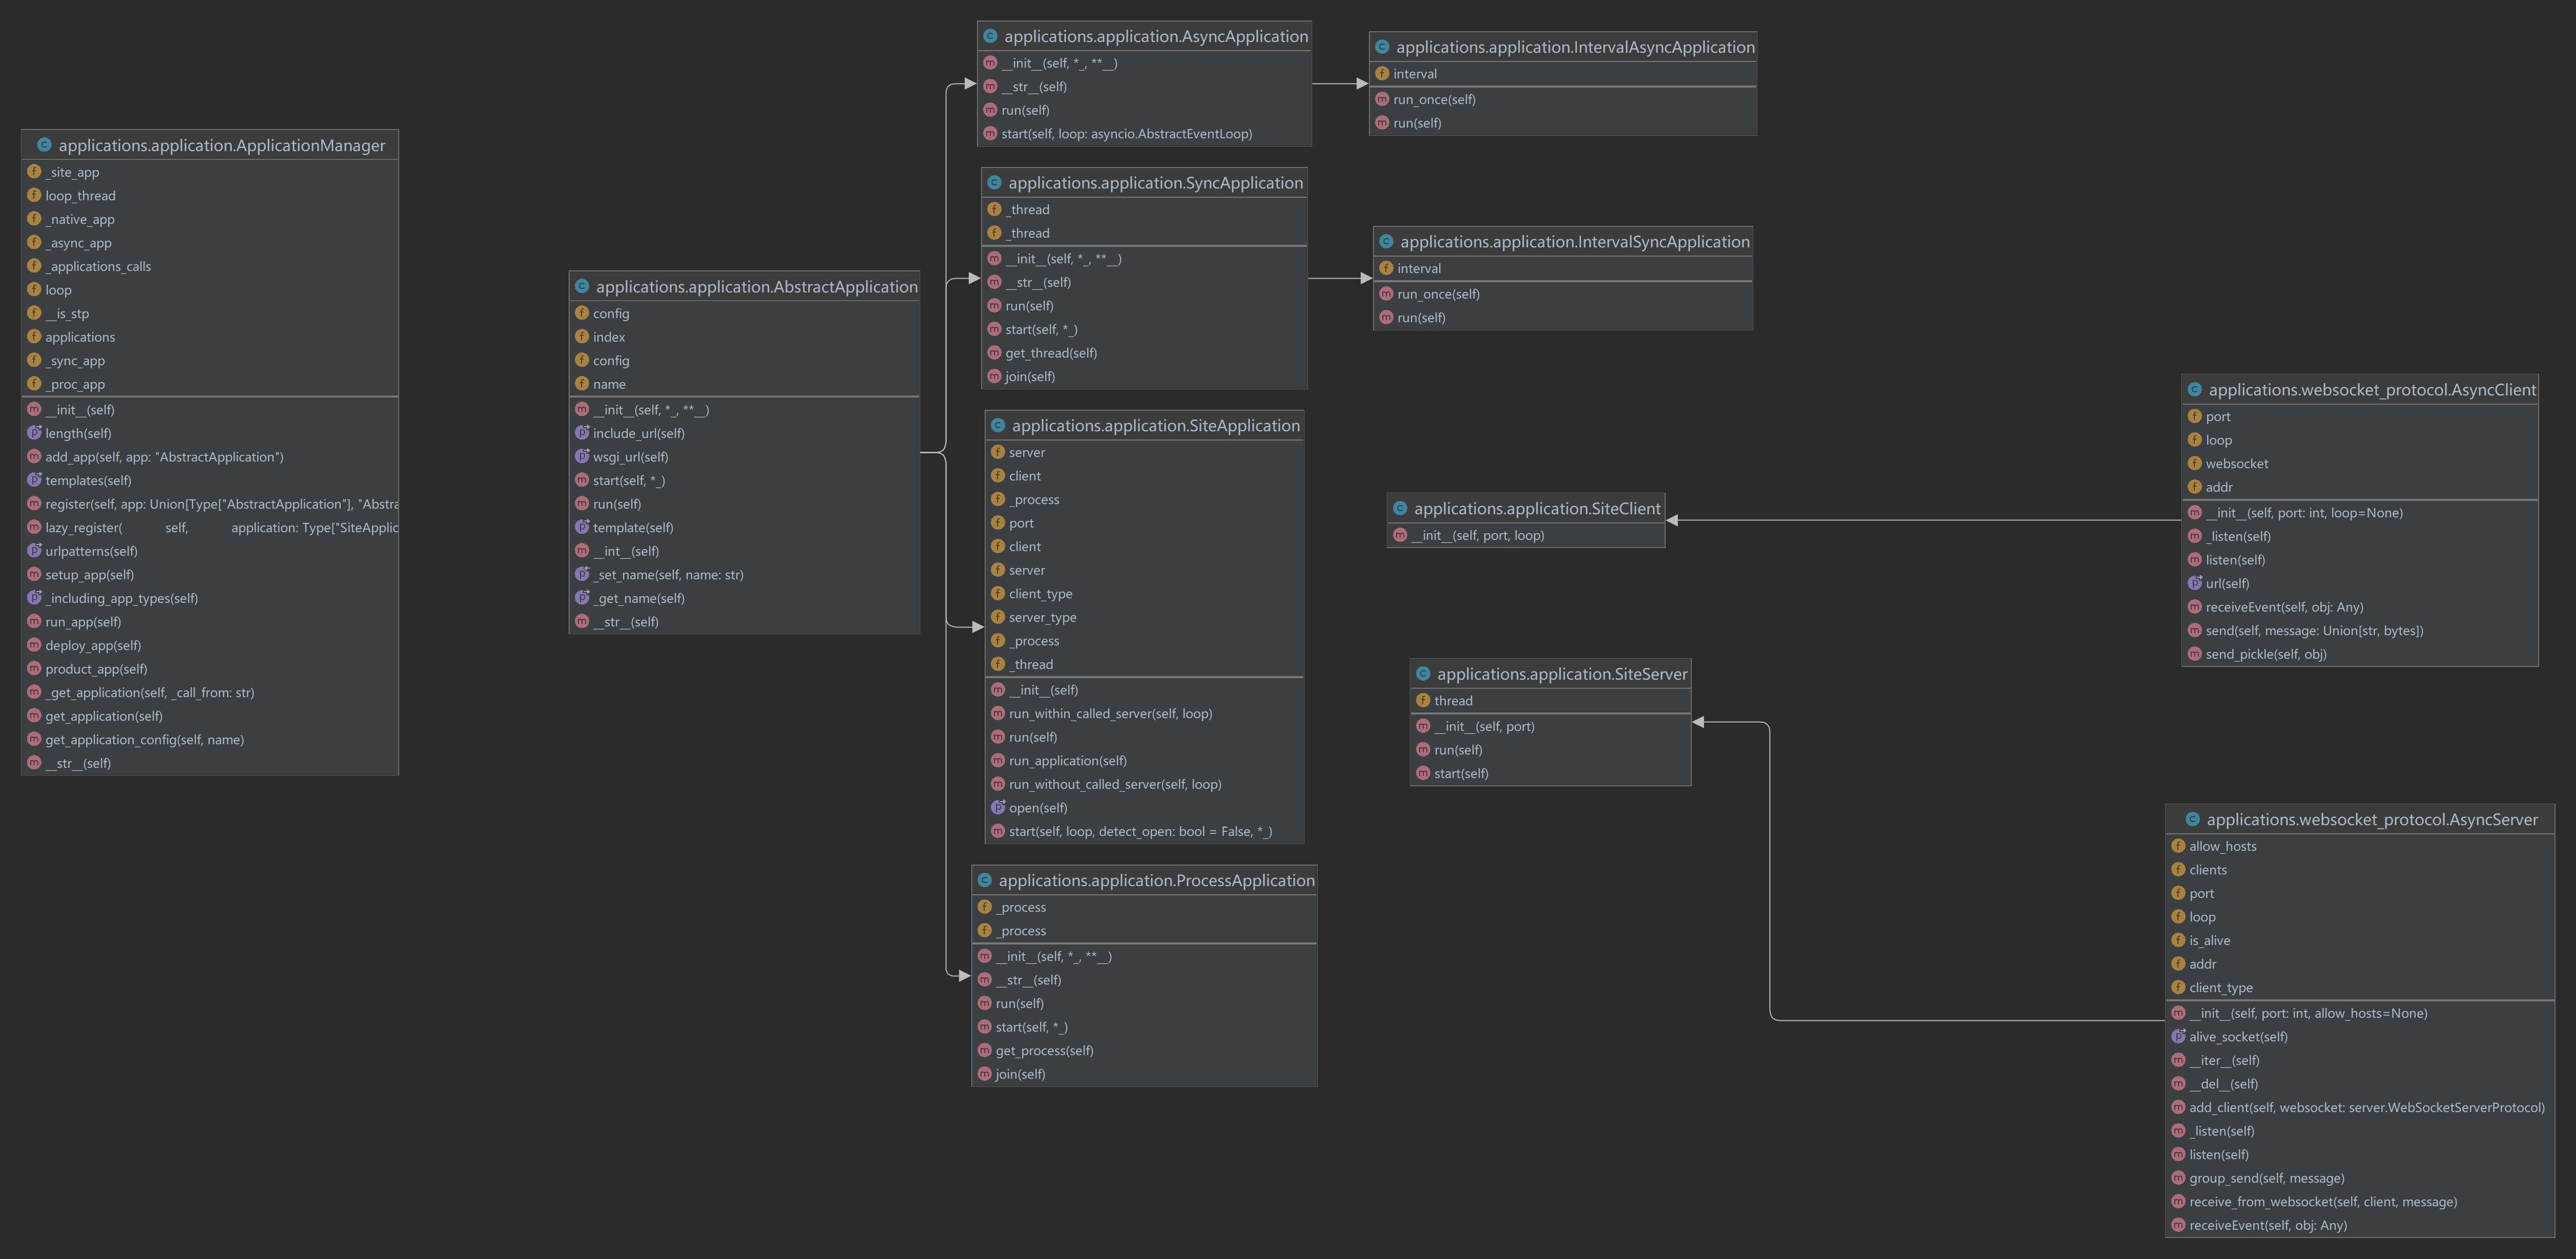 applications.application.ApplicationManager
_site_app
loop_thread
_native_app
_async_app
_applications_calls
loop
__is_stp
applications
_sync_app
_proc_app
__init__(self)
length(self)
add_app(self, app: "AbstractApplication")
templates(self)
register(self, app: Union[Type["AbstractApplication"], "Abstra
lazy_register( self, application: Type["SiteApplic
urlpatterns(self)
setup_app(self)
_including_app_types(self)
run_app(self)
deploy_app(self)
product_app(self)
_get_application(self, _call_from: str)
get_application(self)
get_application_config(self, name)
__str__(self)
applications.application.AbstractApplication
config
index
config
name
__init__(self, *_, **__)
include_url(self)
wsgi_url(self)
start(self, *_)
run(self)
template(self)
__int__(self)
_set_name(self, name: str)
_get_name(self)
__str__(self)
applications.application.AsyncApplication
__init__(self, *_, **__)
__str__(self)
run(self)
start(self, loop: asyncio.AbstractEventLoop)
applications.application.SyncApplication
_thread
_thread
__init__(self, *_, **__)
__str__(self)
run(self)
start(self, *_)
get_thread(self)
join(self)
applications.application.SiteApplication
server
client
_process
port
client
server
client_type
server_type
_process
_thread
__init__(self)
run_within_called_server(self, loop)
run(self)
run_application(self)
run_without_called_server(self, loop)
open(self)
start(self, loop, detect_open: bool = False, *_)
applications.application.ProcessApplication
_process
_process
__init__(self, *_, **__)
__str__(self)
run(self)
start(self, *_)
get_process(self)
join(self)
applications.application.IntervalAsyncApplication
interval
run_once(self)
run(self)
applications.application.IntervalSyncApplication
interval
run_once(self)
run(self)
applications.application.SiteClient
__init__(self, port, loop)
applications.application.SiteServer
thread
__init__(self, port)
run(self)
start(self)
applications.websocket_protocol.AsyncClient
port
loop
websocket
addr
__init__(self, port: int, loop=None)
_listen(self)
listen(self)
url(self)
receiveEvent(self, obj: Any)
send(self, message: Union[str, bytes])
send_pickle(self, obj)
applications.websocket_protocol.AsyncServer
allow_hosts
clients
port
loop
is_alive
addr
client_type
__init__(self, port: int, allow_hosts=None)
alive_socket(self)
__iter__(self)
__del__(self)
add_client(self, websocket: server.WebSocketServerProtocol)
_listen(self)
listen(self)
group_send(self, message)
receive_from_websocket(self, client, message)
receiveEvent(self, obj: Any)